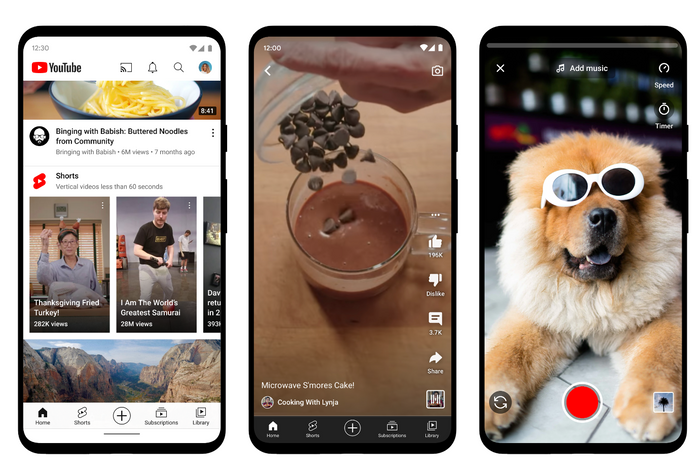 12:30
YouTube
8:41
Binging with Babish: Buttered Noodles
from Community
Binging with Babish • 6M views • 7 months ago
Shorts
Vertical videos less than 60 seconds
Thanksgiving Fried
Turkey!
282K views
I Am The World's
Greatest Samurai
28M views
Dav
retu
in 2
393K
Home
Shorts
Subscriptions
Library
12:00
196K
Dislike
3.7K
Share
Microwave S'mores Cake!
Cooking With Lynja
Home
Shorts
Subscriptions
Library
Add music
Speed
Timer